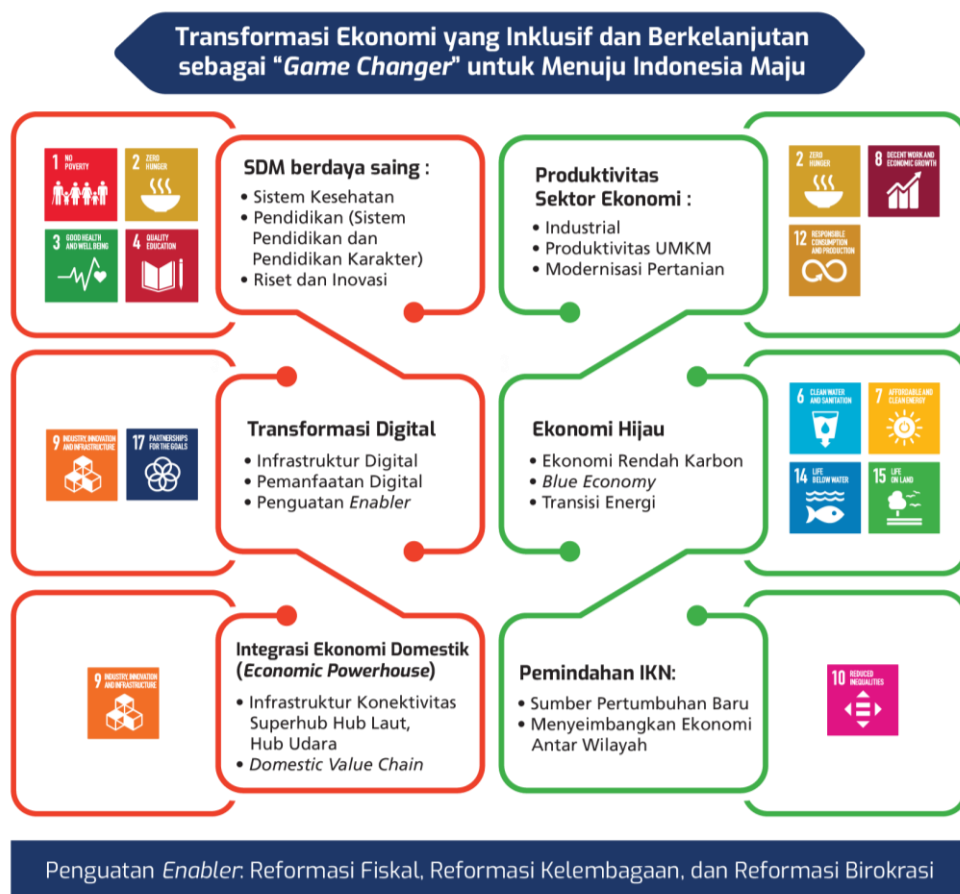 Transformasi Ekonomi yang Inklusif dan Berkelanjutan
sebagai “Game Changer” untuk Menuju Indonesia Maju
1 NO
POVERTY
2 ZERO
HUNGER
3 GOOD HEALTH
AND WELL BEING
4 QUALITY
EDUCATION
SDM berdaya saing :
• Sistem Kesehatan
• Pendidikan (Sistem
Pendidikan dan
Pendidikan Karakter)
• Riset dan Inovasi
Produktivitas
Sektor Ekonomi :
• Industrial
• Produktivitas UMKM
• Modernisasi Pertanian
2 ZERO
HUNGER
8 DECENT WORK AND
ECONOMIC GROWTH
12 RESPONSIBLE
CONSUMPTION
AND PRODUCTION
9 INDUSTRY, INNOVATION
AND INFRASTRUCTURE
17 PARTNERSHIPS
FOR THE GOALS
Transformasi Digital
• Infrastruktur Digital
• Pemanfaatan Digital
• Penguatan Enabler
Ekonomi Hijau
• Ekonomi Rendah Karbon
• Blue Economy
• Transisi Energi
6 CLEAN WATER
AND SANITATION
7 AFFORDABLE AND
CLEAN ENERGY
14 LIFE
BELOW WATER
15 LIFE
ON LAND
9 INDUSTRY, INNOVATION
AND INFRASTRUCTURE
Integrasi Ekonomi Domestik
(Economic Powerhouse)
• Infrastruktur Konektivitas
Superhub Hub Laut,
Hub Udara
• Domestic Value Chain
Pemindahan IKN:
• Sumber Pertumbuhan Baru
• Menyeimbangkan Ekonomi
Antar Wilayah
10 REDUCED
INEQUALITIES
Penguatan Enabler: Reformasi Fiskal, Reformasi Kelembagaan, dan Reformasi Birokrasi